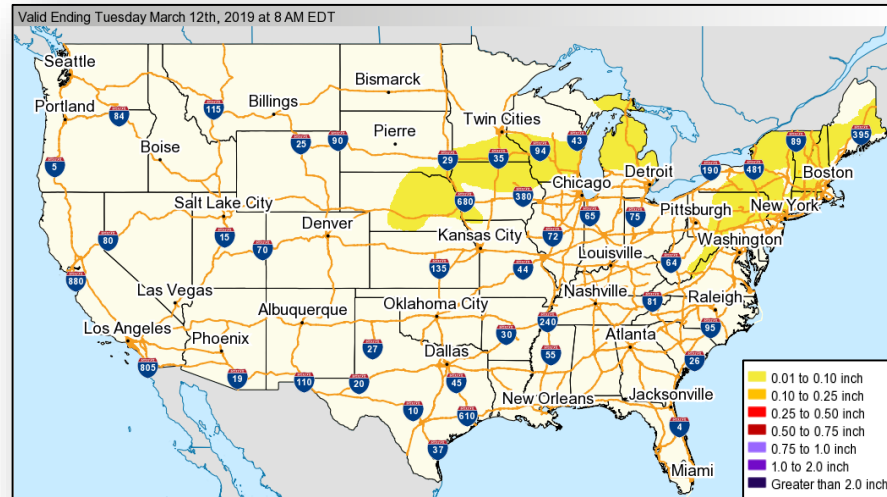 Valid Ending Tuesday March 12th, 2019 at 8 AM EDT
Seattle
Bismarck
115
Portland
84
Billings
Twin Cities
Pierre
43
395
25
90
94
89
Boise
29
35
5
190
481
Detroit
Boston
Chicago
680
380
Salt Lake City
Pittsburgh
New York
65
75
Denver
80
15
72
Kansas City
Washington
70
Louisville
64
135
44
880
Las Vegas
Nashville
81
Raleigh
Oklahoma City
Albuquerque
240
95
Los Angeles
30
Phoenix
Atlanta
27
Dallas
55
26
805
19
110
20
45
0.01 to 0.10 inch
0.10 to 0.25 inch
New Orleans
Jacksonville
10
610
0.25 to 0.50 inch
4
0.50 to 0.75 inch
37
0.75 to 1.0 inch
Miami
1.0 to 2.0 inch
Greater than 2.0 inch